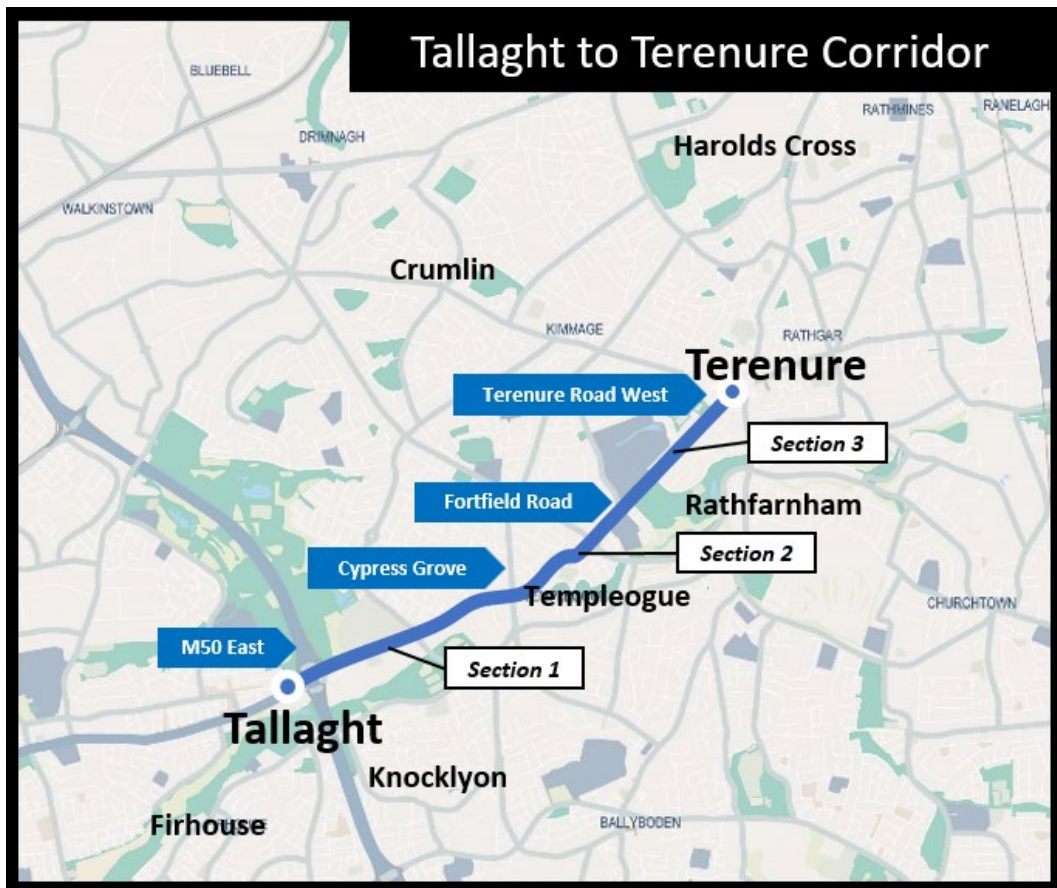 Tallaght to Terenure Corridor
BLUEBELL
RATHMINES
RANELAGH
DRIMNAGH
Harolds Cross
WALKINSTOWN
Crumlin
KIMMAGE
RATHGAR
Terenure
Terenure Road West
Section 3
Fortfield Road
Rathfarnham
Section 2
Cypress Grove
Templeogue
CHURCHTOWN
M50 East
Section 1
Tallaght
Knocklyon
Firhouse
BALLYBODEN